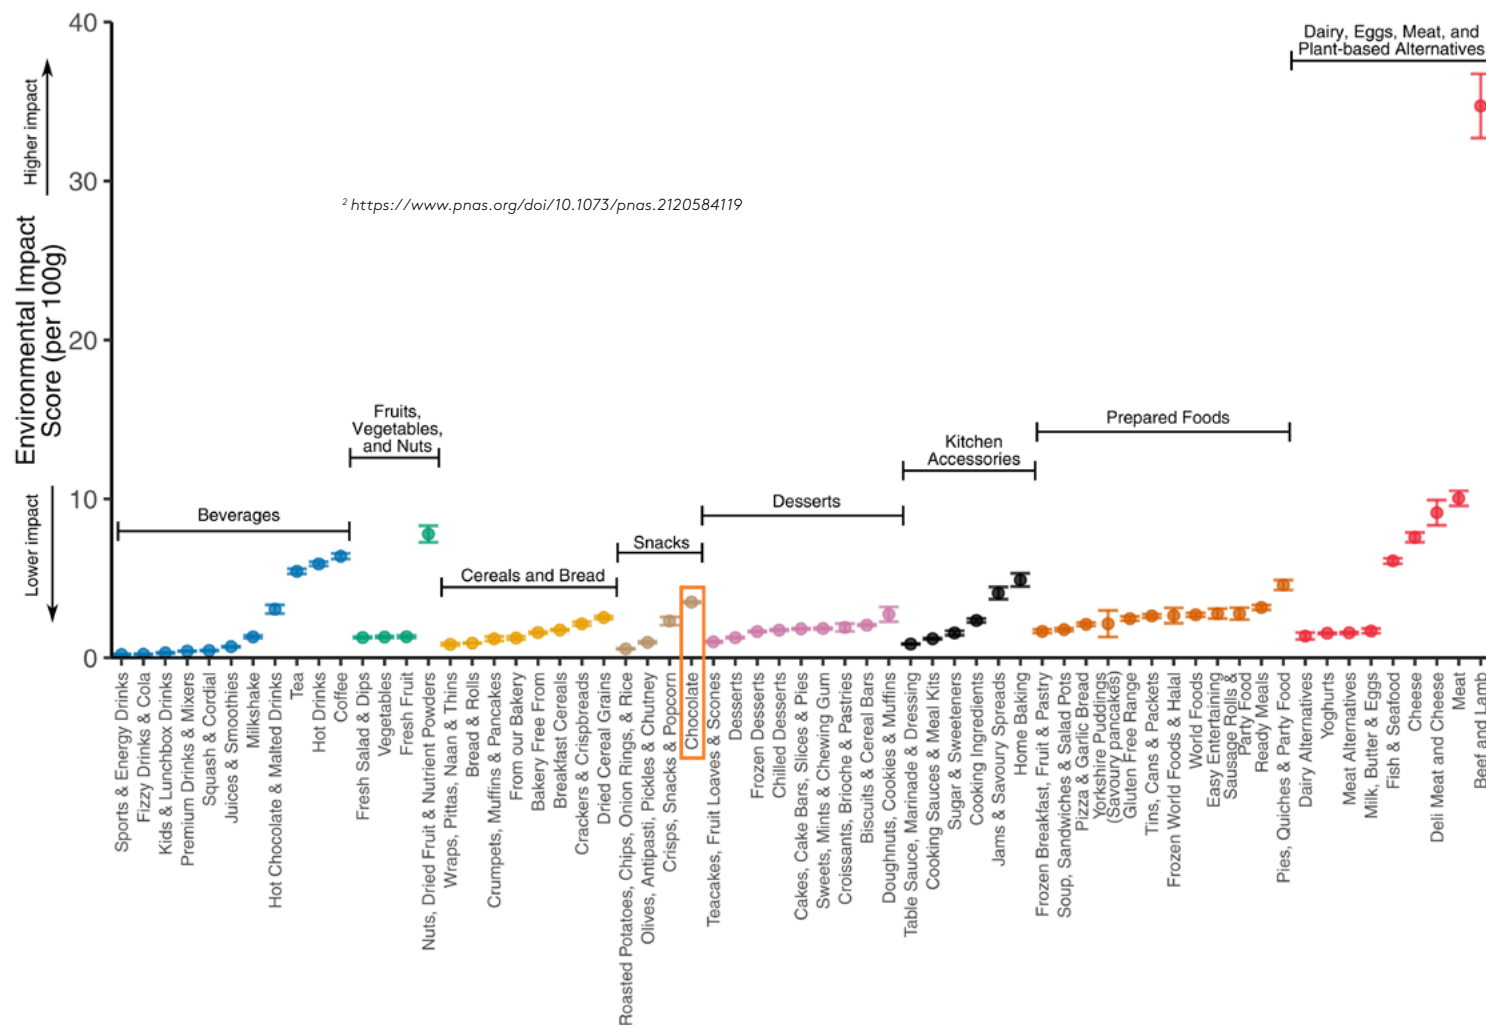 40
30
20
10
0
Higher impact
Environmental Impact
Score (per 100g)
Lower impact
² https://www.pnas.org/doi/10.1073/pnas.2120584119
Beverages
Fruits,
Vegetables,
and Nuts
Cereals and Bread
Snacks
Desserts
Kitchen
Accessories
Prepared Foods
Dairy, Eggs, Meat, and
Plant-based Alternatives
Sports & Energy Drinks
Fizzy Drinks & Cola
Kids & Lunchbox Drinks
Premium Drinks & Mixers
Squash & Cordial
Juices & Smoothies
Milkshake
Hot Chocolate & Malted Drinks
Tea
Hot Drinks
Coffee
Fresh Salad & Dips
Vegetables
Fresh Fruit
Nuts, Dried Fruit & Nutrient Powders
Wraps, Pittas, Naan & Thins
Bread & Rolls
Crumpets, Muffins & Pancakes
From our Bakery
Bakery Free From
Breakfast Cereals
Crackers & Crispbreads
Dried Cereal Grains
Roasted Potatoes, Chips, Onion Rings, & Rice
Olives, Antipasti, Pickles & Chutney
Crisps, Snacks & Popcorn
Chocolate
Teacakes, Fruit Loaves & Scones
Desserts
Frozen Desserts
Chilled Desserts
Cakes, Cake Bars, Slices & Pies
Sweets, Mints & Chewing Gum
Croissants, Brioche & Pastries
Biscuits & Cereal Bars
Doughnuts, Cookies & Muffins
Table Sauce, Marinade & Dressing
Cooking Sauces & Meal Kits
Sugar & Sweeteners
Cooking Ingredients
Jams & Savoury Spreads
Home Baking
Frozen Breakfast, Fruit & Pastry
Soup, Sandwiches & Salad Pots
Pizza & Garlic Bread
Yorkshire Puddings
(Savoury pancakes)
Gluten Free Range
Tins, Cans & Packets
Frozen World Foods & Halal
World Foods
Easy Entertaining
Sausage Rolls &
Party Food
Ready Meals
Pies, Quiches & Party Food
Dairy Alternatives
Yoghurts
Meat Alternatives
Milk, Butter & Eggs
Fish & Seafood
Cheese
Deli Meat and Cheese
Meat
Beef and Lamb